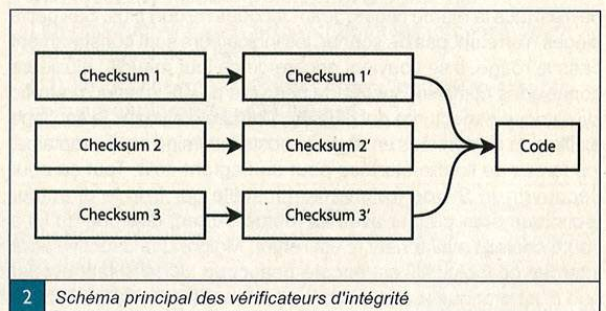 Checksum 1
Checksum 1'
Checksum 2
Checksum 2'
Code
Checksum 3
Checksum 3'
2 Schéma principal des vérificateurs d'intégrité